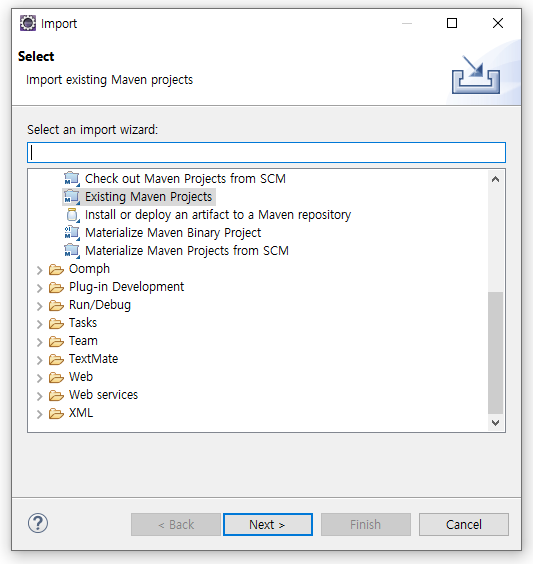 Import
Select
Import existing Maven projects
Select an import wizard:
Check out Maven Projects from SCM
Existing Maven Projects
Install or deploy an artifact to a Maven repository
Materialize Maven Binary Project
Materialize Maven Projects from SCM
Oomph
Plug-in Development
Run/Debug
Tasks
Team
TextMate
Web
Web services
XML
? < Back Next > Finish Cancel